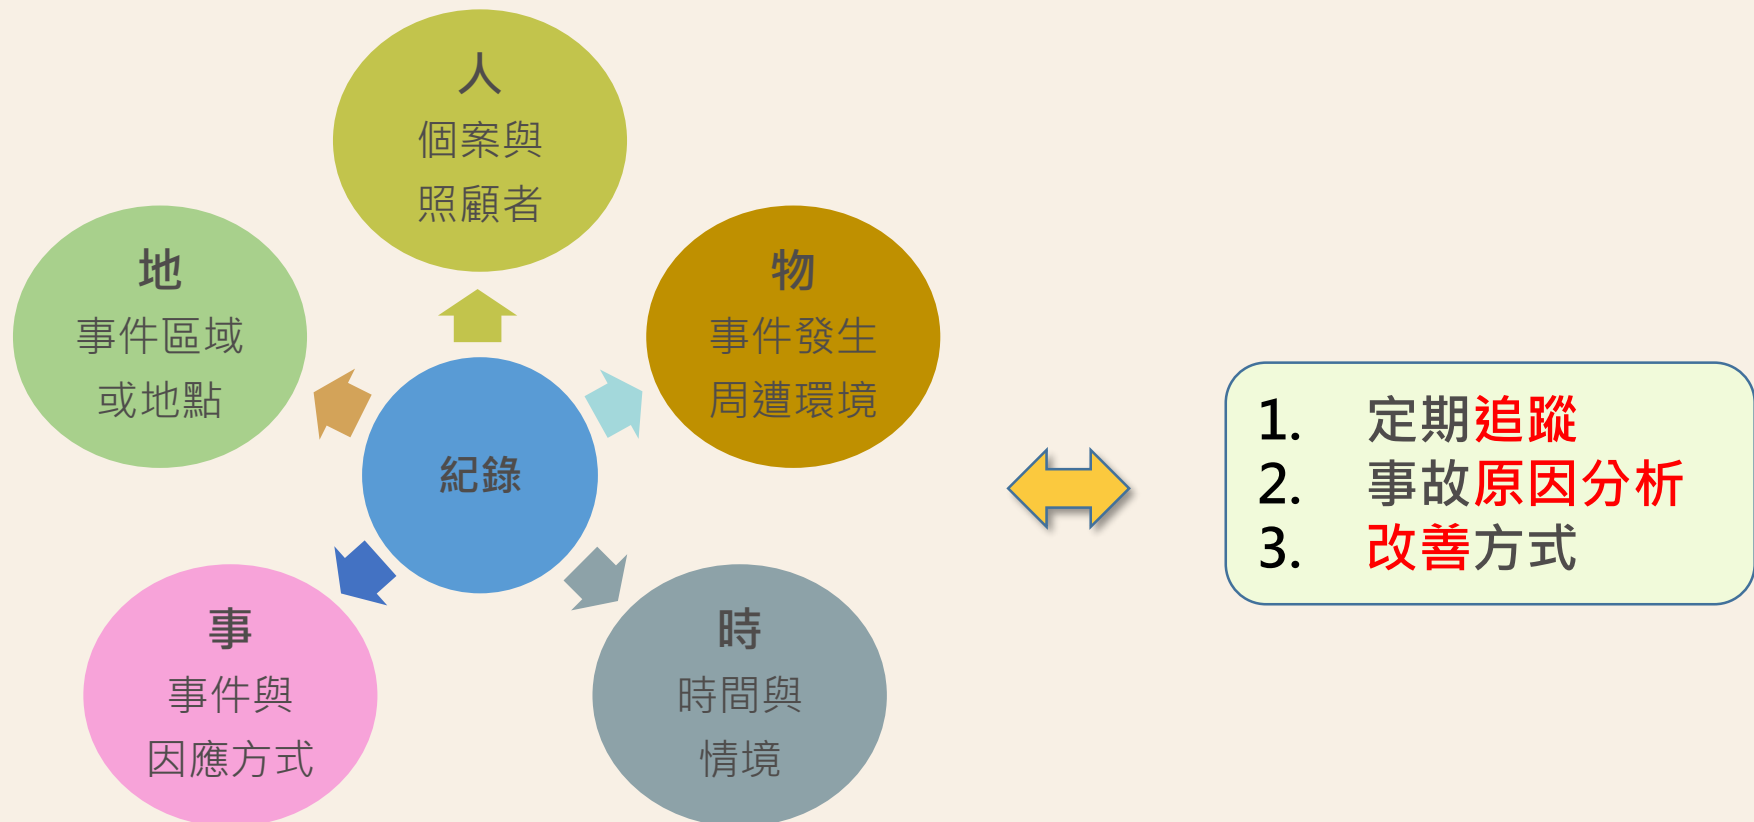 人
個案與
照顧者
地
事件區域
或地點
物
事件發生
周遭環境
紀錄
事
事件與
因應方式
時
時間與
情境
1. 定期追蹤
2. 事故原因分析
3. 改善方式